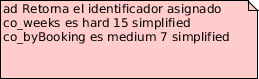 ad Retorna el identificador asignado
co_weeks es hard 15 simplified
co_byBooking es medium 7 simplified